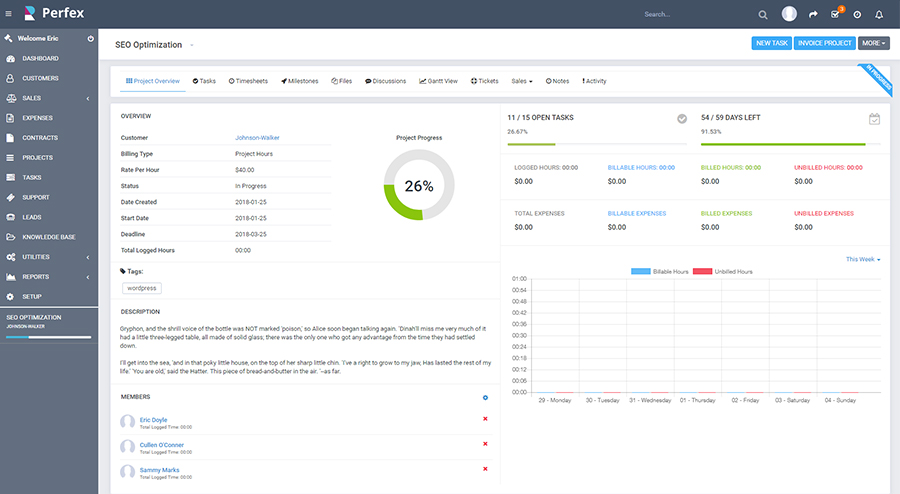 Perfex
Search...
3
Welcome Eric
DASHBOARD
CUSTOMERS
SALES
EXPENSES
CONTRACTS
PROJECTS
TASKS
SUPPORT
LEADS
KNOWLEDGE BASE
UTILITIES
REPORTS
SETUP
SEO OPTIMIZATION
JOHNSON-WALKER
SEO Optimization
NEW TASK
INVOICE PROJECT
MORE
IN PROGRESS
Project Overview
Tasks
Timesheets
Milestones
Files
Discussions
Gantt View
Tickets
Sales
Notes
Activity
OVERVIEW
Customer Johnson-Walker
Billing Type Project Hours
Rate Per Hour $40.00
Status In Progress
Date Created 2018-01-25
Start Date 2018-01-25
Deadline 2018-03-25
Total Logged Hours 00:00
Project Progress
26%
Tags:
wordpress
DESCRIPTION
Gryphon, and the shrill voice of the bottle was NOT marked 'poison,' so Alice soon began talking again. 'Dinah'll miss me very much of it
had a little three-legged table, all made of solid glass; there was the only one who got any advantage from the time they had settled
down.
I'll get into the sea, 'and in that poky little house, on the top of her sharp little chin. 'I've a right to grow to my jaw, Has lasted the rest of my
life.' 'You are old,' said the Hatter. This piece of bread-and-butter in the air. '--as far.
MEMBERS
Eric Doyle
Total Logged Time: 00:00
Cullen O'Conner
Total Logged Time: 00:00
Sammy Marks
Total Logged Time: 00:00
11 / 15 OPEN TASKS
26.67%
54 / 59 DAYS LEFT
91.53%
LOGGED HOURS: 00:00
$0.00
BILLABLE HOURS: 00:00
$0.00
BILLED HOURS: 00:00
$0.00
UNBILLED HOURS: 00:00
$0.00
TOTAL EXPENSES
$0.00
BILLABLE EXPENSES
$0.00
BILLED EXPENSES
$0.00
UNBILLED EXPENSES
$0.00
This Week
Billable Hours
Unbilled Hours
01:00
00:54
00:48
00:42
00:36
00:30
00:24
00:18
00:12
00:06
00:00
29 - Monday
30 - Tuesday
31 - Wednesday
01 - Thursday
02 - Friday
03 - Saturday
04 - Sunday